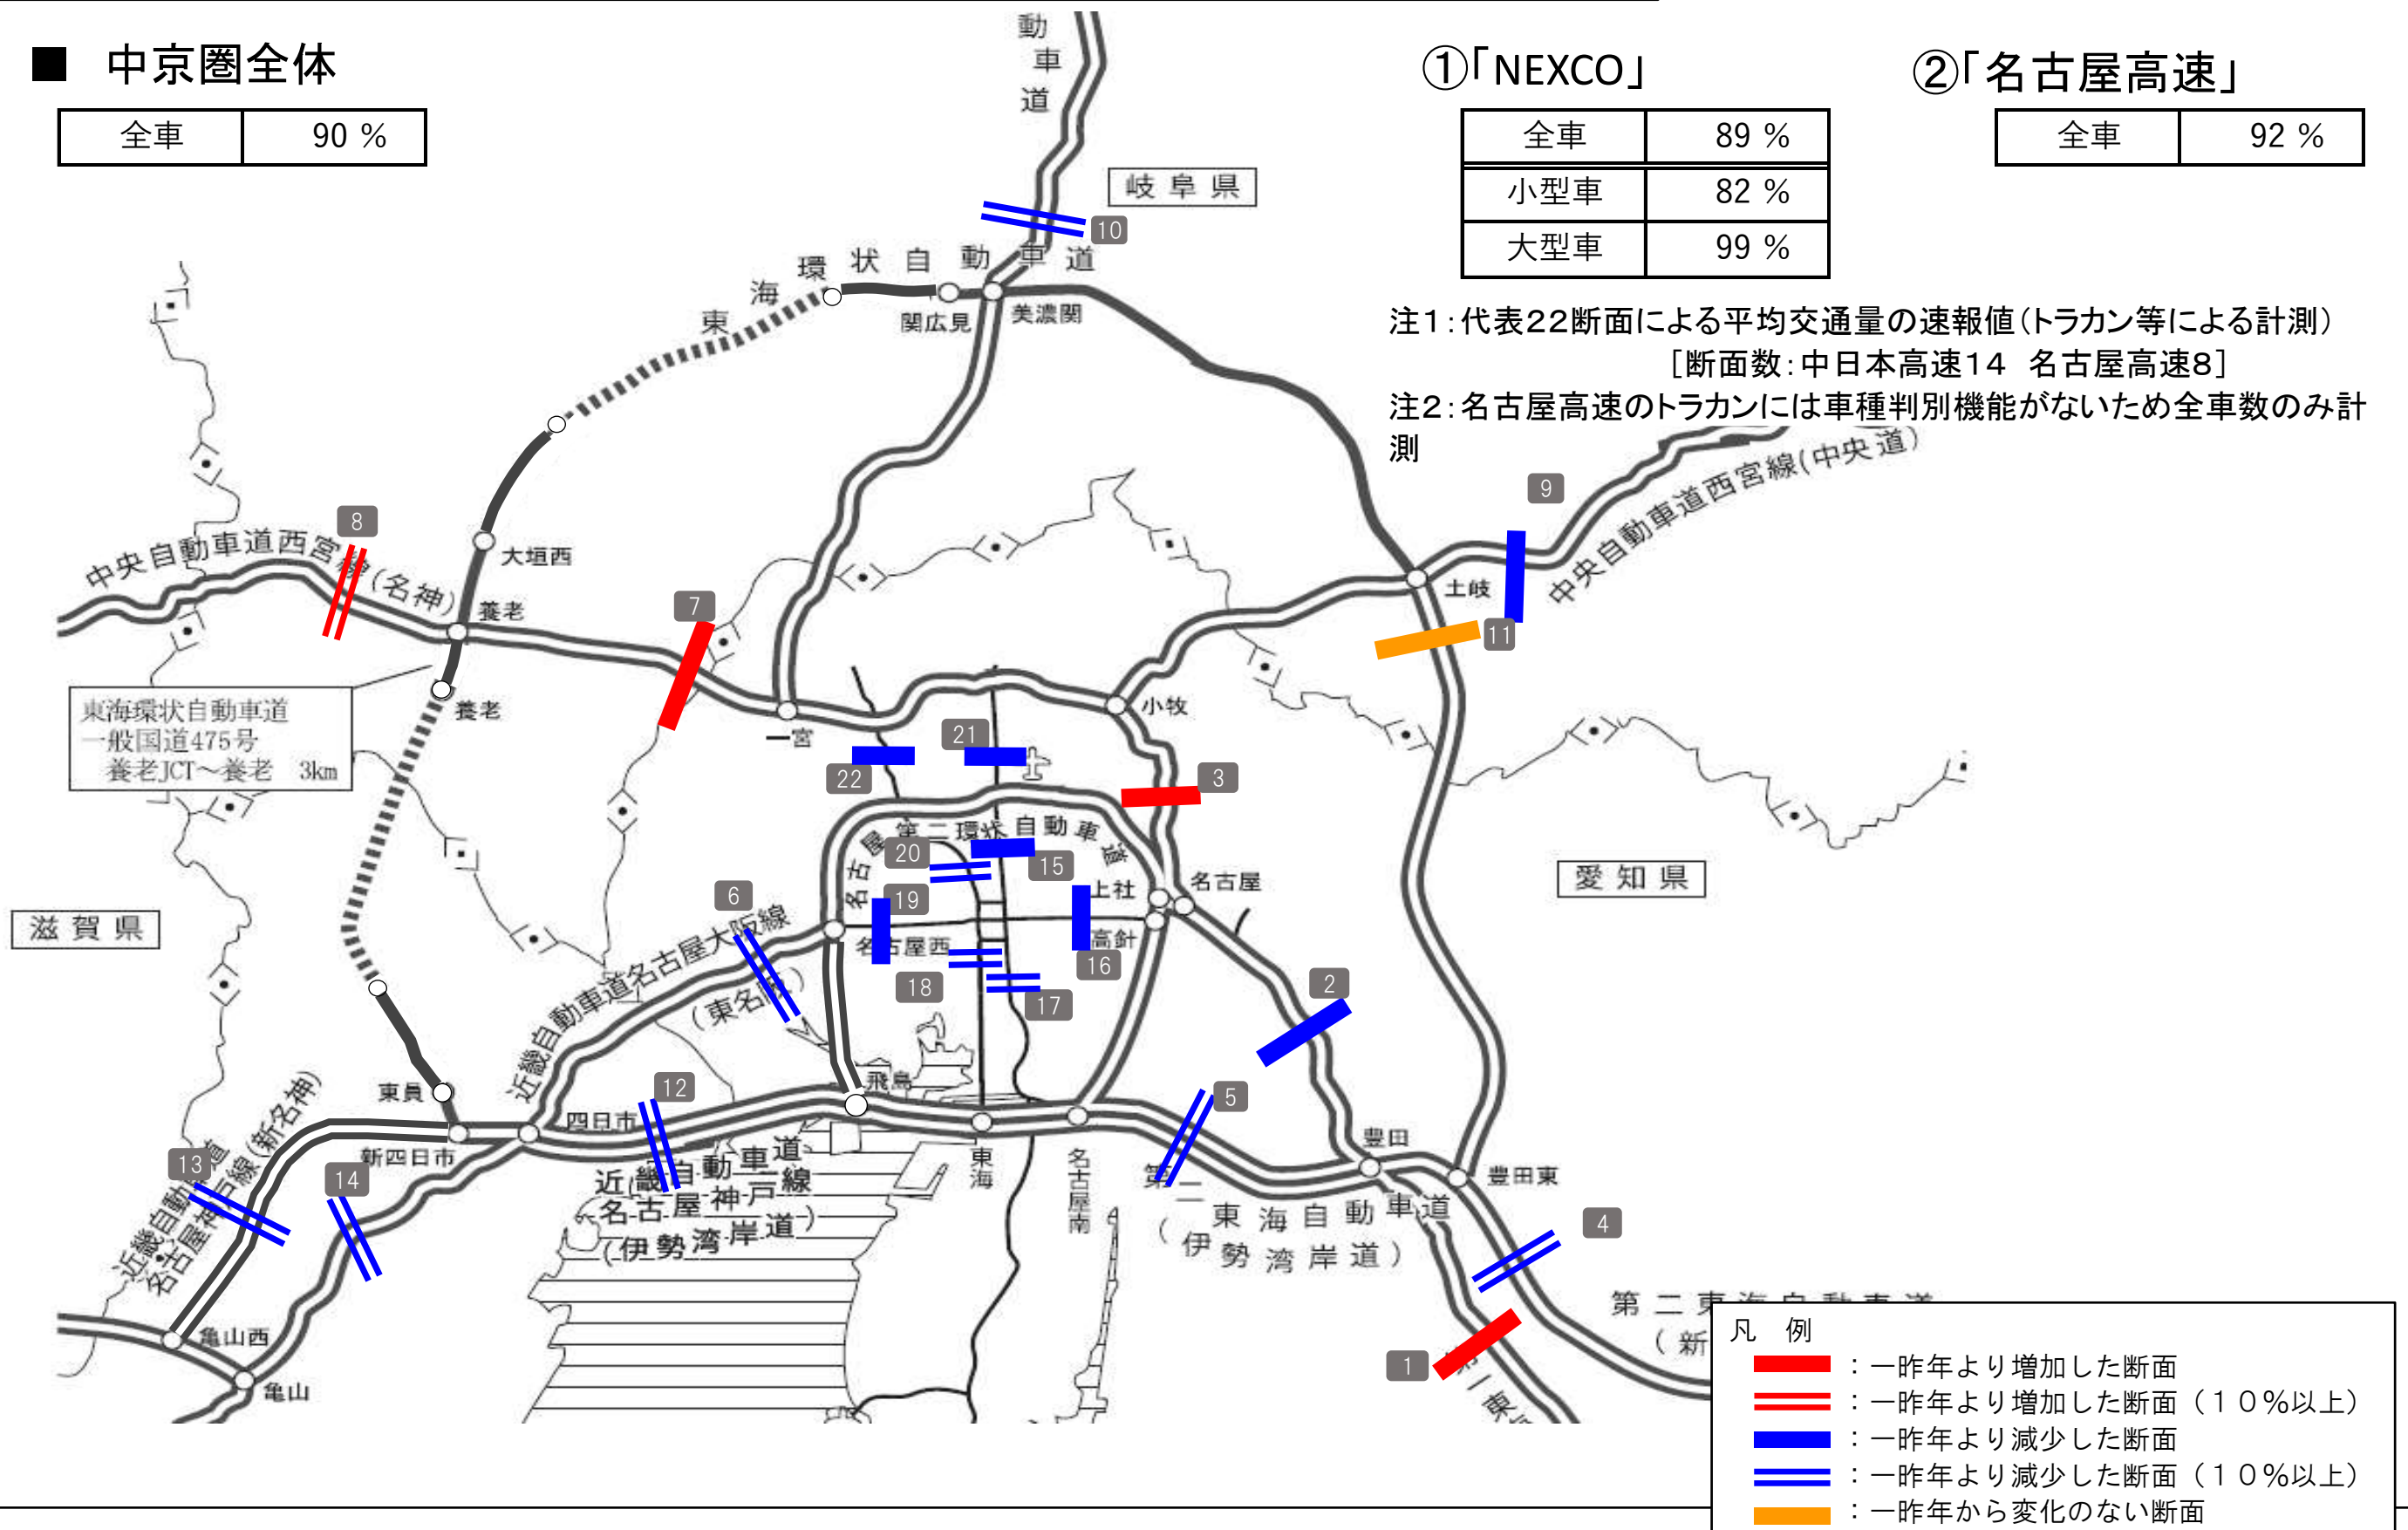 ■ 中京圏全体
全車 90 %
①「NEXCO」
全車 89 %
小型車 82 %
大型車 99 %
②「名古屋高速」
全車 92 %
注1:代表22断面による平均交通量の速報値(トラカン等による計測)
[断面数:中日本高速14 名古屋高速8]
注2:名古屋高速のトラカンには車種判別機能がないため全車数のみ計
測
動車道
岐阜県
10
東海環状自動車道
関広見
美濃関
9
中央自動車道西宮線(中央道)
8
中央自動車道西宮線(名神)
大垣西
養老
7
土岐
11
養老
東海環状自動車道
一般国道475号
養老JCT～養老 3km
一宮
小牧
21
22
3
名古屋第二環状自動車道
20
15
上社
名古屋
愛知県
19
6
滋賀県
名古屋西
高針
16
18
17
2
近畿自動車道名古屋大阪線
(東名阪)
東員
12
飛島
5
四日市
新四日市
13
14
近畿自動車道
名古屋神戸線(新名神)
近畿自動車道
名古屋神戸線
(伊勢湾岸道)
東海
名古屋南
豊田
豊田東
第二東海自動車道
(伊勢湾岸道)
4
亀山西
亀山
1
第一東
第二東海自動車道
(新
凡 例
:一昨年より増加した断面
:一昨年より増加した断面(10%以上)
:一昨年より減少した断面
:一昨年より減少した断面(10%以上)
:一昨年から変化のない断面